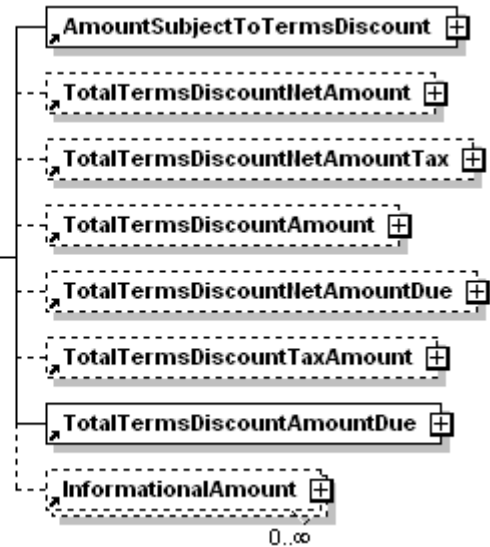 AmountSubjectToTermsDiscount
TotalTermsDiscountNetAmount
TotalTermsDiscountNetAmountTax
TotalTermsDiscountAmount
TotalTermsDiscountNetAmountDue
TotalTermsDiscountTaxAmount
TotalTermsDiscountAmountDue
InformationalAmount
0..∞